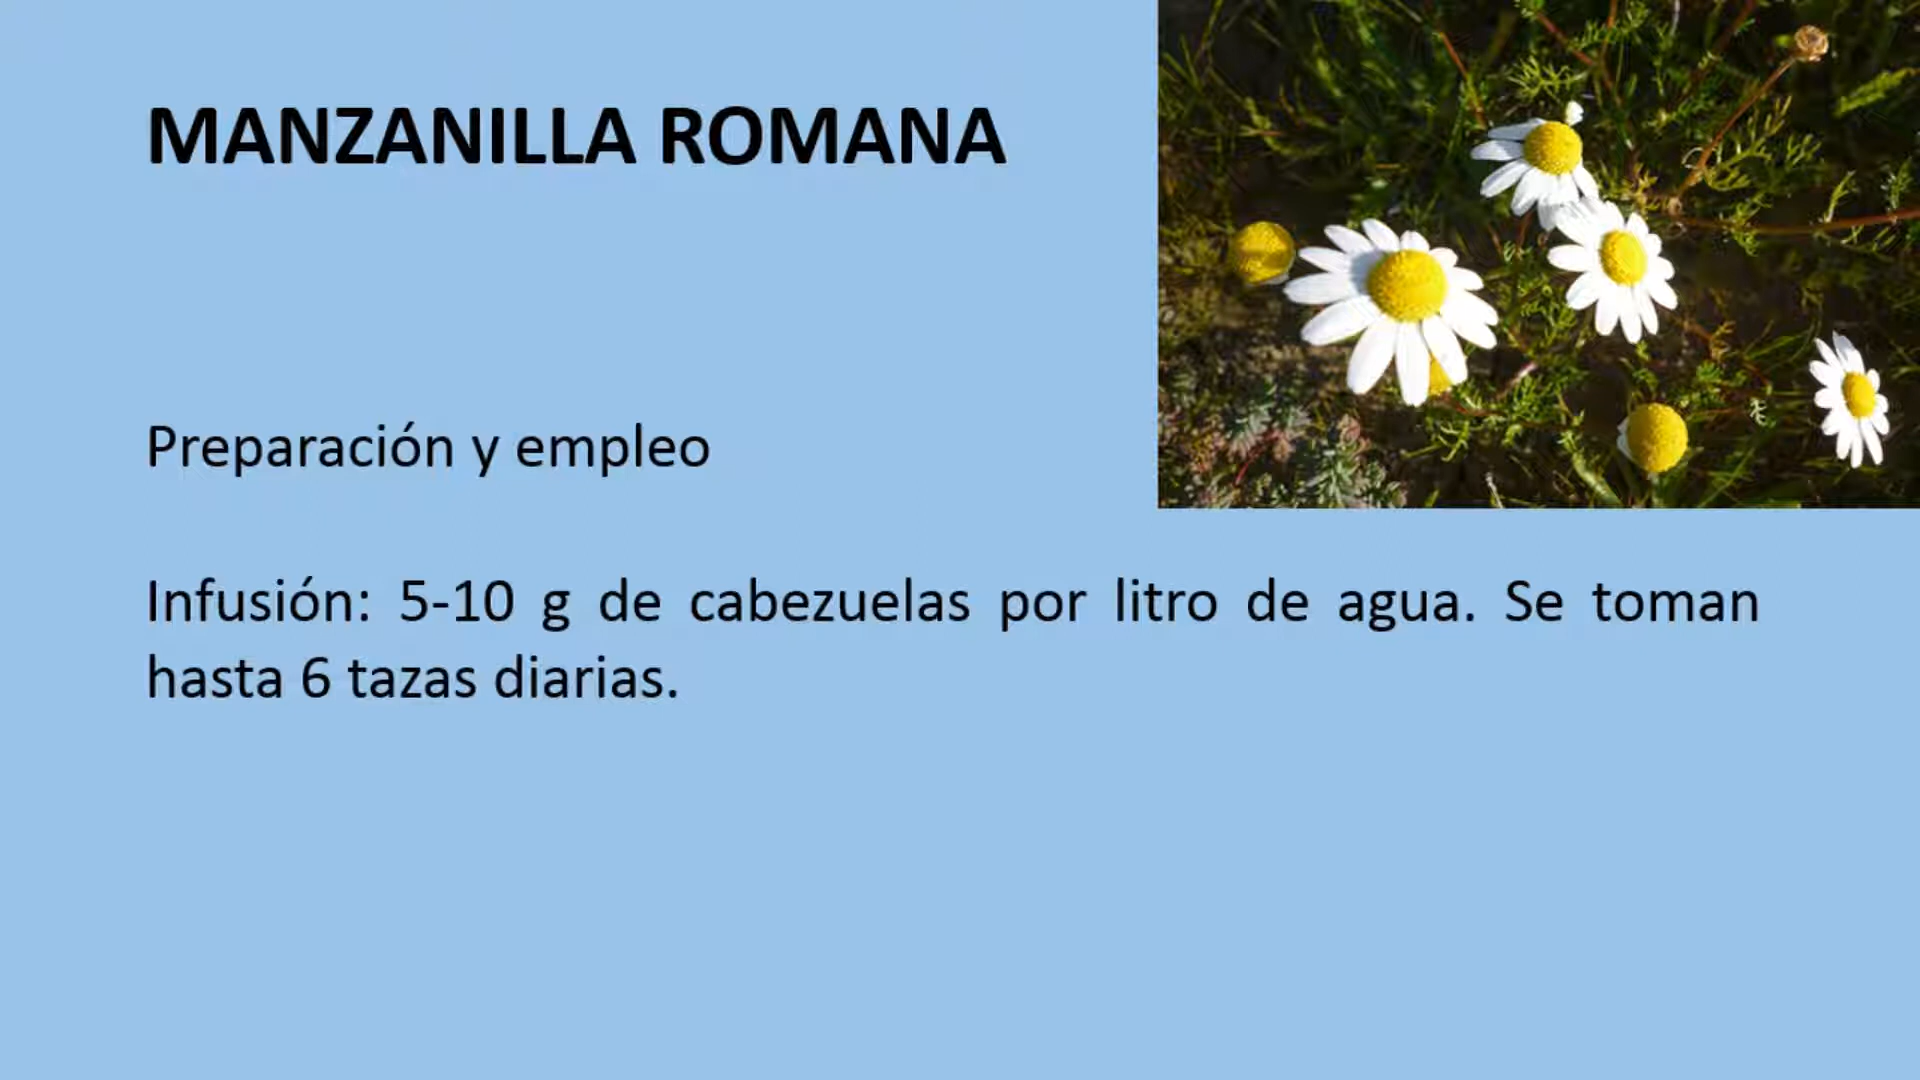 MANZANILLA ROMANA
Preparación y empleo
Infusión: 5-10 g de cabezuelas por litro de agua. Se toman
hasta 6 tazas diarias.